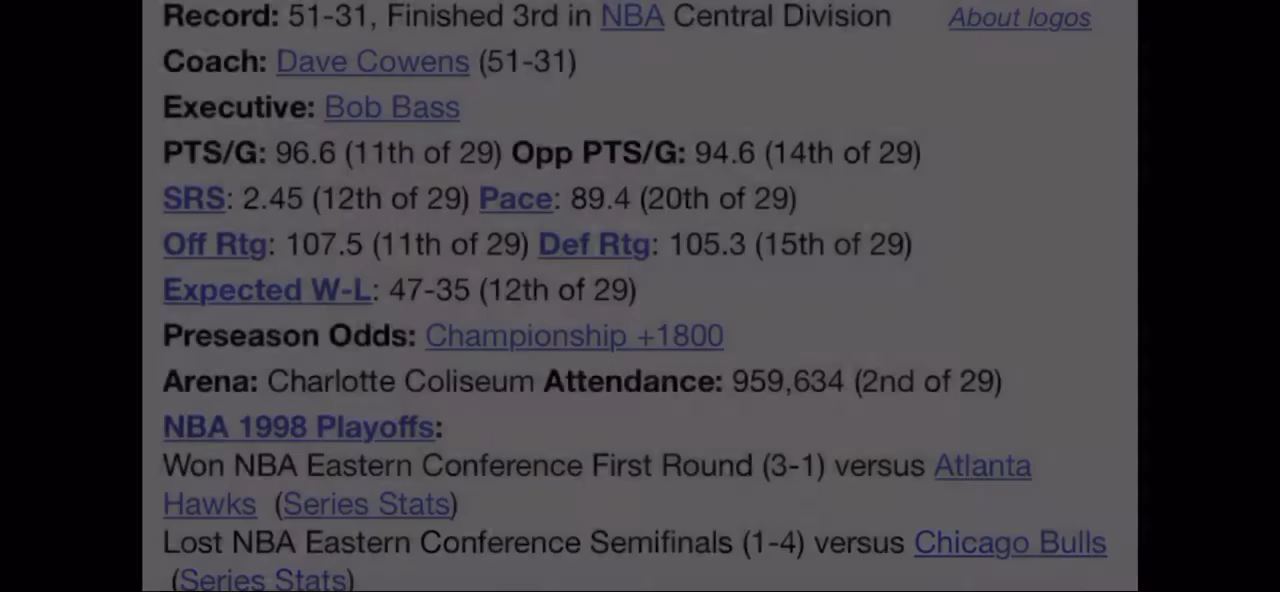 Record: 51-31, Finished 3rd in NBA Central Division About logos
Coach: Dave Cowens (51-31)
Executive: Bob Bass
PTS/G: 96.6 (11th of 29) Opp PTS/G: 94.6 (14th of 29)
SRS: 2.45 (12th of 29) Pace: 89.4 (20th of 29)
Off Rtg: 107.5 (11th of 29) Def Rtg: 105.3 (15th of 29)
Expected W-L: 47-35 (12th of 29)
Preseason Odds: Championship +1800
Arena: Charlotte Coliseum Attendance: 959,634 (2nd of 29)
NBA 1998 Playoffs:
Won NBA Eastern Conference First Round (3-1) versus Atlanta
Hawks (Series Stats)
Lost NBA Eastern Conference Semifinals (1-4) versus Chicago Bulls
(Series Stats)